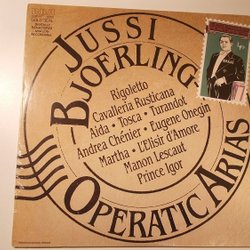 JUSSI
BJOERLING
Rigoletto
Cavalleria Rusticana
Aida · Tosca · Turandot
Andrea Chénier · Eugene Onegin
Martha · L'Elisir d'Amore
Manon Lescaut
Prince Igor
OPERATIC ARIAS